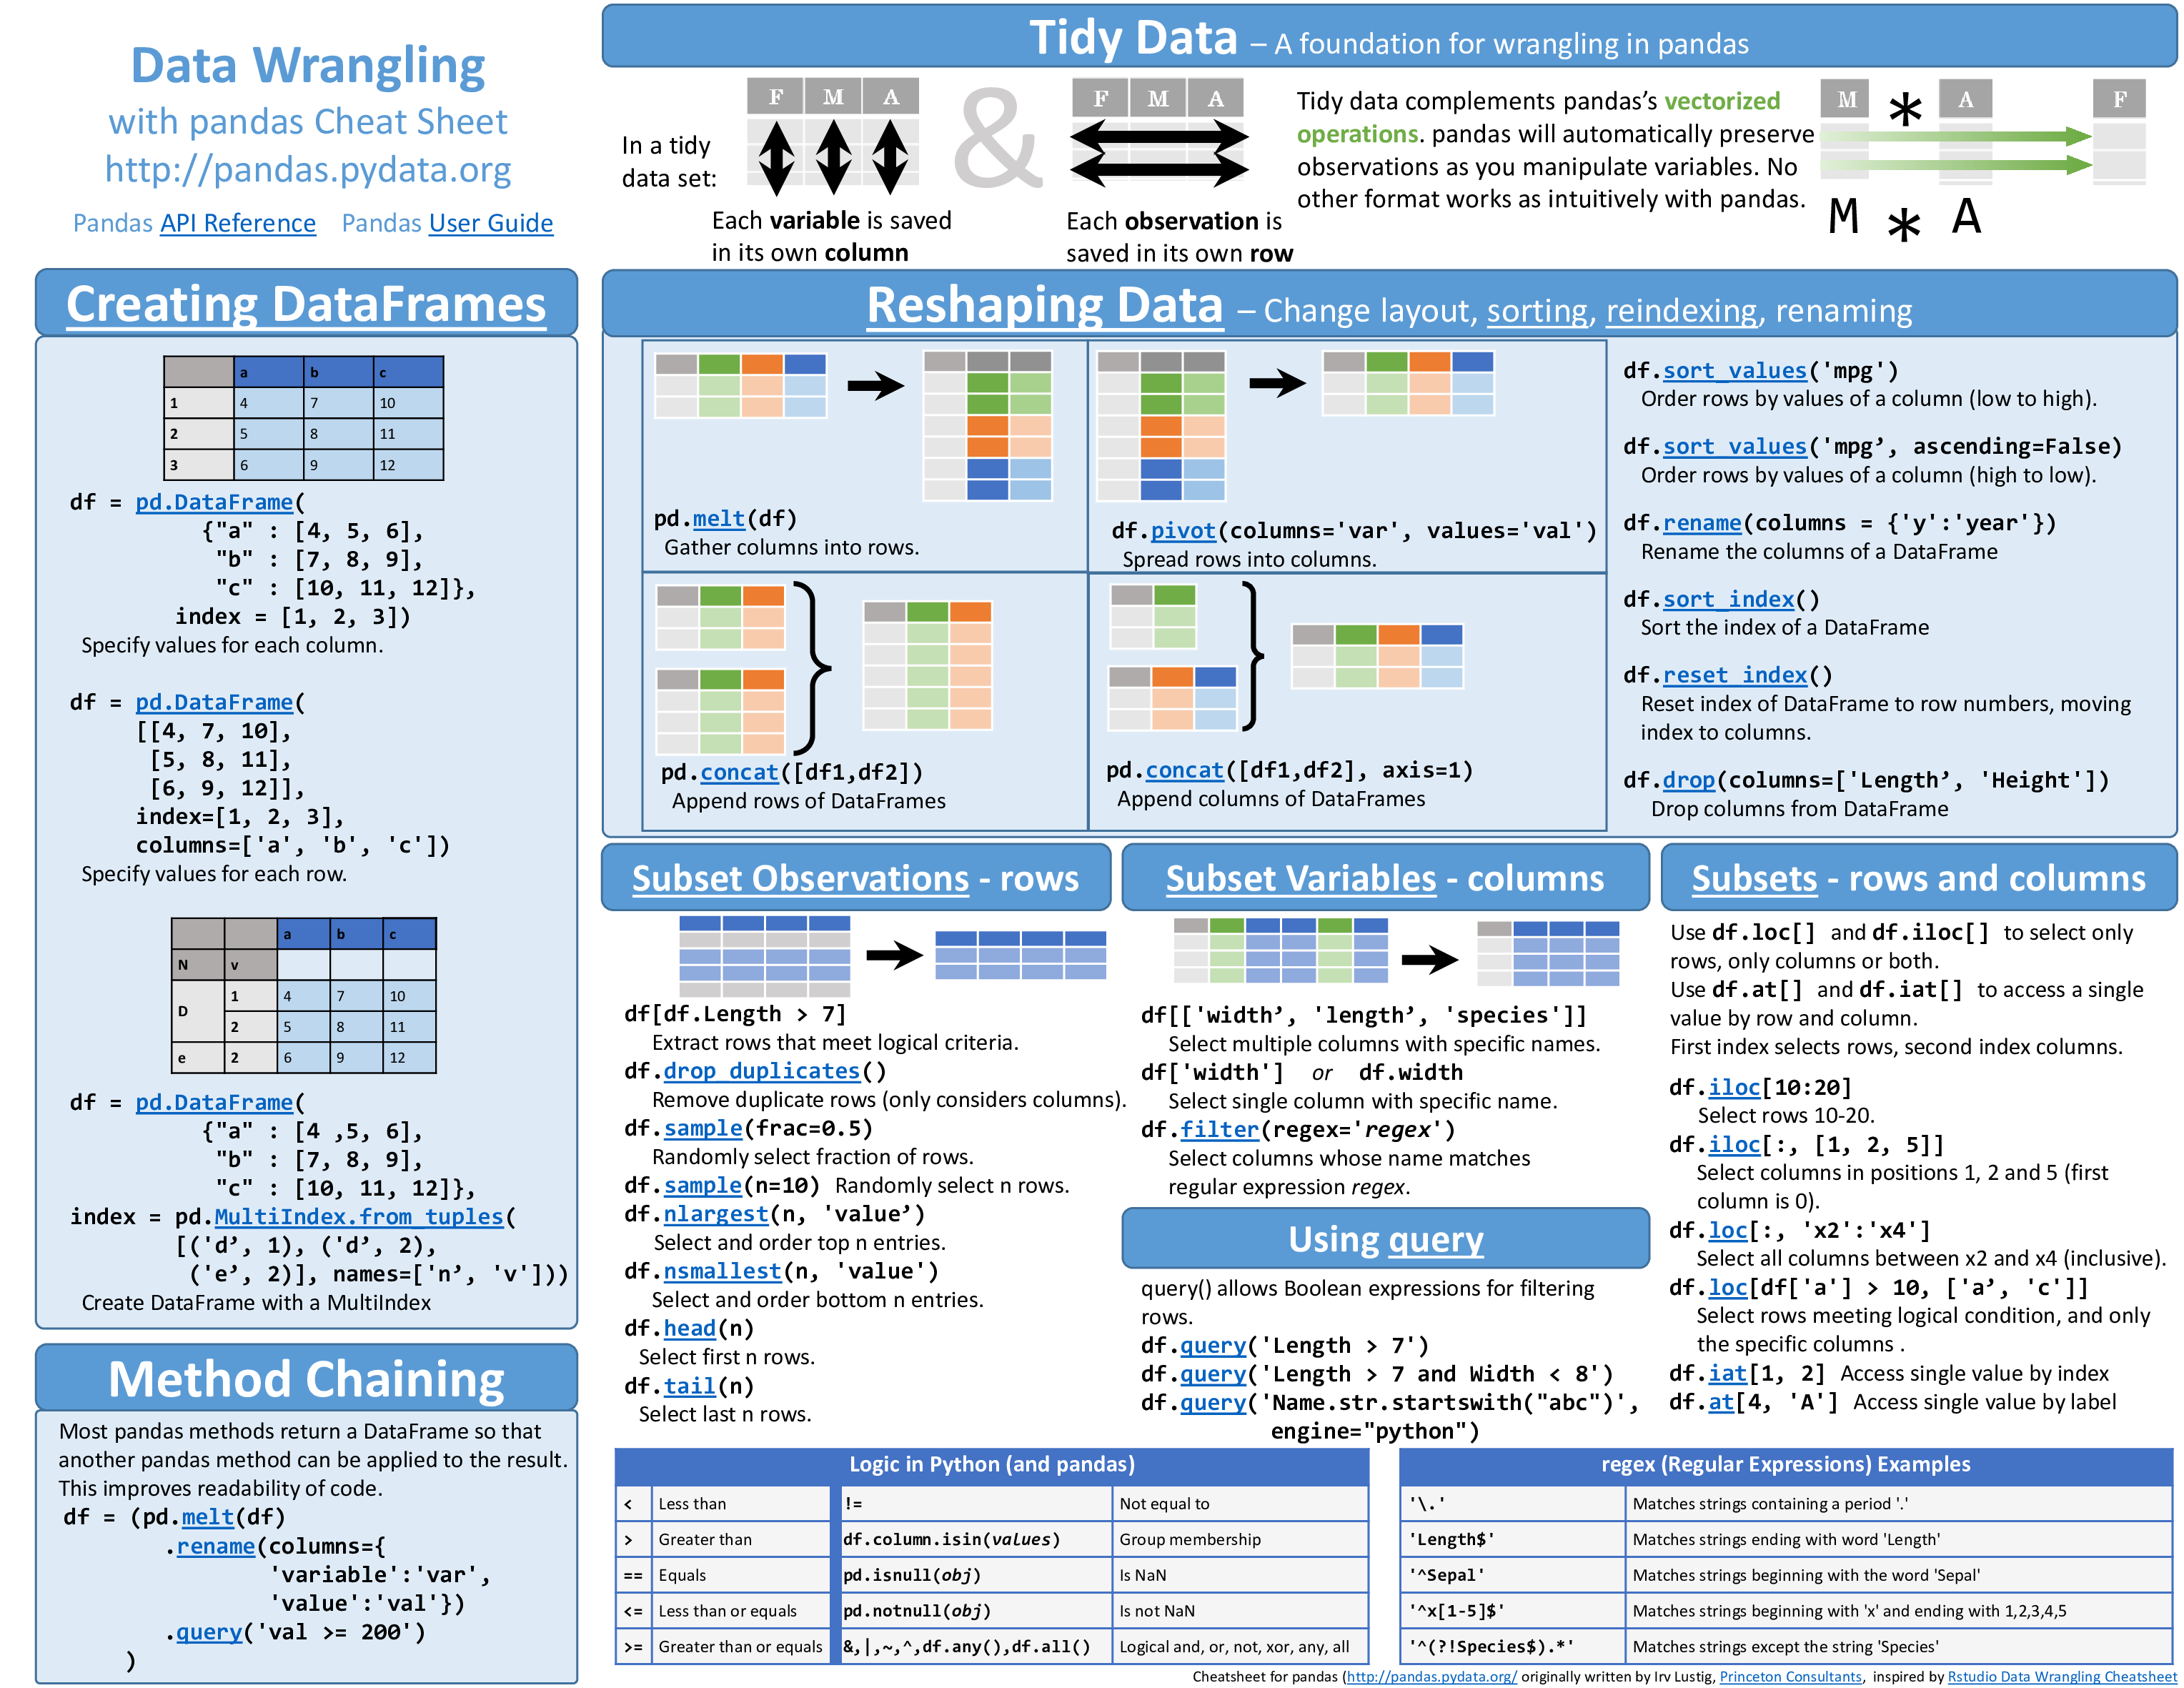 Data Wrangling
with pandas Cheat Sheet
http://pandas.pydata.org
Pandas API Reference Pandas User Guide
Creating DataFrames
a b c
1 4 7 10
2 5 8 11
3 6 9 12
df = pd.DataFrame(
{"a" : [4, 5, 6],
"b" : [7, 8, 9],
"c" : [10, 11, 12]},
index = [1, 2, 3])
Specify values for each column.
df = pd.DataFrame(
[[4, 7, 10],
[5, 8, 11],
[6, 9, 12]],
index=[1, 2, 3],
columns=['a', 'b', 'c'])
Specify values for each row.
a b c
N v
D 1 4 7 10
2 5 8 11
e 2 6 9 12
df = pd.DataFrame(
{"a" : [4 ,5, 6],
"b" : [7, 8, 9],
"c" : [10, 11, 12]},
index = pd.MultiIndex.from_tuples(
[('d’, 1), ('d’, 2),
('e’, 2)], names=['n’, 'v']))
Create DataFrame with a MultiIndex
Method Chaining
Most pandas methods return a DataFrame so that
another pandas method can be applied to the result.
This improves readability of code.
df = (pd.melt(df)
.rename(columns={
'variable':'var',
'value':'val'})
.query('val >= 200')
)
Tidy Data – A foundation for wrangling in pandas
In a tidy
data set:
F M A
Each variable is saved
in its own column
&
F M A
Each observation is
saved in its own row
Tidy data complements pandas’s vectorized
operations. pandas will automatically preserve
observations as you manipulate variables. No
other format works as intuitively with pandas.
M * A F
M * A
Reshaping Data – Change layout, sorting, reindexing, renaming
pd.melt(df)
Gather columns into rows.
df.pivot(columns='var', values='val')
Spread rows into columns.
pd.concat([df1,df2])
Append rows of DataFrames
pd.concat([df1,df2], axis=1)
Append columns of DataFrames
df.sort_values('mpg')
Order rows by values of a column (low to high).
df.sort_values('mpg’, ascending=False)
Order rows by values of a column (high to low).
df.rename(columns = {'y':'year'})
Rename the columns of a DataFrame
df.sort_index()
Sort the index of a DataFrame
df.reset_index()
Reset index of DataFrame to row numbers, moving
index to columns.
df.drop(columns=['Length’, 'Height'])
Drop columns from DataFrame
Subset Observations - rows
df[df.Length > 7]
Extract rows that meet logical criteria.
df.drop_duplicates()
Remove duplicate rows (only considers columns).
df.sample(frac=0.5)
Randomly select fraction of rows.
df.sample(n=10) Randomly select n rows.
df.nlargest(n, 'value’)
Select and order top n entries.
df.nsmallest(n, 'value')
Select and order bottom n entries.
df.head(n)
Select first n rows.
df.tail(n)
Select last n rows.
Subset Variables - columns
df[['width’, 'length’, 'species']]
Select multiple columns with specific names.
df['width'] or df.width
Select single column with specific name.
df.filter(regex='regex')
Select columns whose name matches
regular expression regex.
Using query
query() allows Boolean expressions for filtering
rows.
df.query('Length > 7')
df.query('Length > 7 and Width < 8')
df.query('Name.str.startswith("abc")',
engine="python")
Subsets - rows and columns
Use df.loc[] and df.iloc[] to select only
rows, only columns or both.
Use df.at[] and df.iat[] to access a single
value by row and column.
First index selects rows, second index columns.
df.iloc[10:20]
Select rows 10-20.
df.iloc[:, [1, 2, 5]]
Select columns in positions 1, 2 and 5 (first
column is 0).
df.loc[:, 'x2':'x4']
Select all columns between x2 and x4 (inclusive).
df.loc[df['a'] > 10, ['a’, 'c']]
Select rows meeting logical condition, and only
the specific columns .
df.iat[1, 2] Access single value by index
df.at[4, 'A'] Access single value by label
Logic in Python (and pandas)
< Less than != Not equal to
> Greater than df.column.isin(values) Group membership
== Equals pd.isnull(obj) Is NaN
<= Less than or equals pd.notnull(obj) Is not NaN
>= Greater than or equals &,|,~,^,df.any(),df.all() Logical and, or, not, xor, any, all
regex (Regular Expressions) Examples
'\.' Matches strings containing a period '.'
'Length$' Matches strings ending with word 'Length'
'^Sepal' Matches strings beginning with the word 'Sepal'
'^x[1-5]$' Matches strings beginning with 'x' and ending with 1,2,3,4,5
'^(?!Species$).*' Matches strings except the string 'Species'
Cheatsheet for pandas (http://pandas.pydata.org/ originally written by Irv Lustig, Princeton Consultants, inspired by Rstudio Data Wrangling Cheatsheet